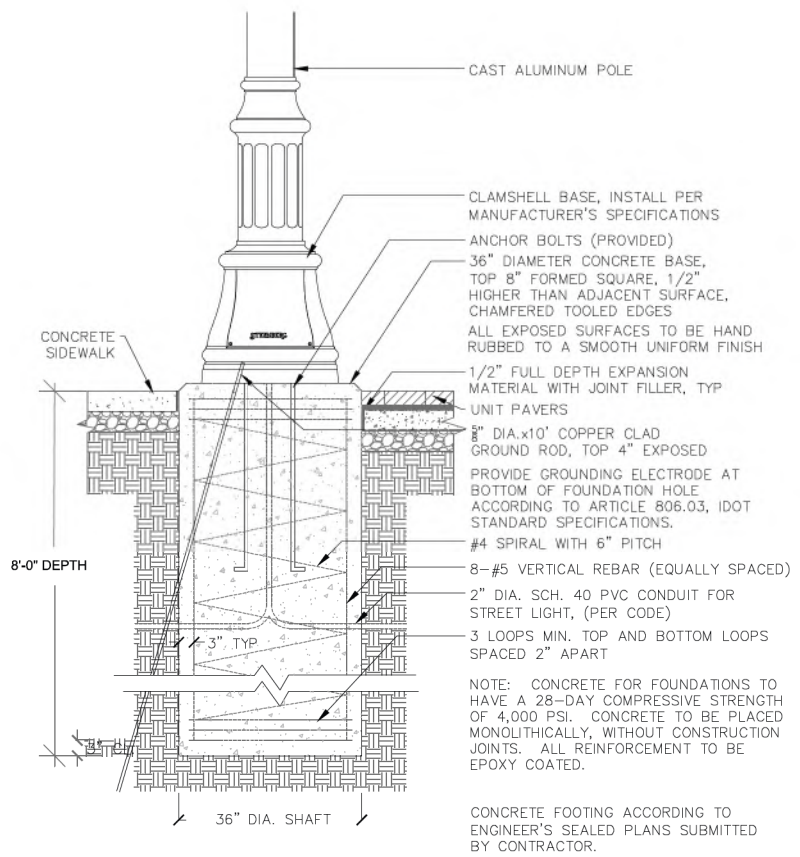 CAST ALUMINUM POLE
CLAMSHELL BASE, INSTALL PER
MANUFACTURER'S SPECIFICATIONS
ANCHOR BOLTS (PROVIDED)
36" DIAMETER CONCRETE BASE,
TOP 8" FORMED SQUARE, 1/2"
HIGHER THAN ADJACENT SURFACE,
CHAMFERED TOOLED EDGES
ALL EXPOSED SURFACES TO BE HAND
RUBBED TO A SMOOTH UNIFORM FINISH
STERNBERG
CONCRETE
SIDEWALK
1/2" FULL DEPTH EXPANSION
MATERIAL WITH JOINT FILLER, TYP
UNIT PAVERS
5/8" DIA.x10' COPPER CLAD
GROUND ROD, TOP 4" EXPOSED
PROVIDE GROUNDING ELECTRODE AT
BOTTOM OF FOUNDATION HOLE
ACCORDING TO ARTICLE 806.03, IDOT
STANDARD SPECIFICATIONS.
#4 SPIRAL WITH 6" PITCH
8'-0" DEPTH
8-#5 VERTICAL REBAR (EQUALLY SPACED)
2" DIA. SCH. 40 PVC CONDUIT FOR
STREET LIGHT, (PER CODE)
3" TYP
3 LOOPS MIN. TOP AND BOTTOM LOOPS
SPACED 2" APART
NOTE: CONCRETE FOR FOUNDATIONS TO
HAVE A 28-DAY COMPRESSIVE STRENGTH
OF 4,000 PSI. CONCRETE TO BE PLACED
MONOLITHICALLY, WITHOUT CONSTRUCTION
JOINTS. ALL REINFORCEMENT TO BE
EPOXY COATED.
36" DIA. SHAFT
CONCRETE FOOTING ACCORDING TO
ENGINEER'S SEALED PLANS SUBMITTED
BY CONTRACTOR.